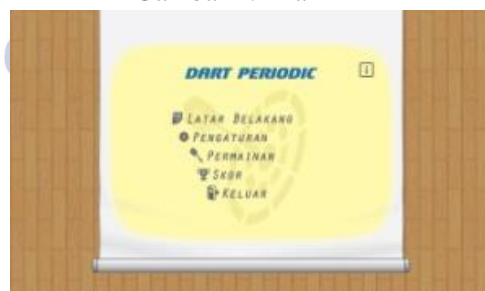 DART PERIODIC
i
LATAR BELAKANG
PENGATURAN
PERMAINAN
SKOR
KELUAR